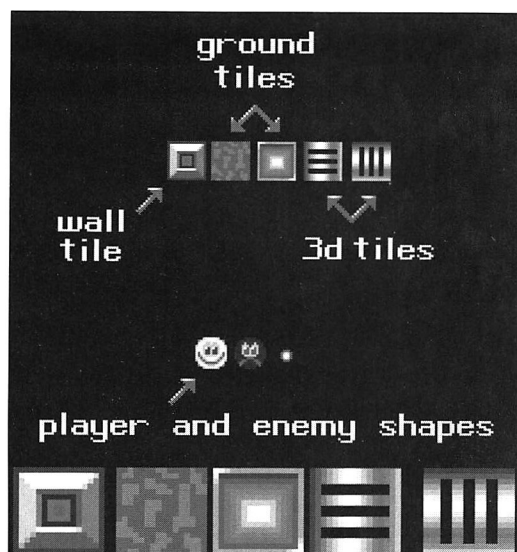 ground
tiles
wall
tile
3d tiles
player and enemy shapes